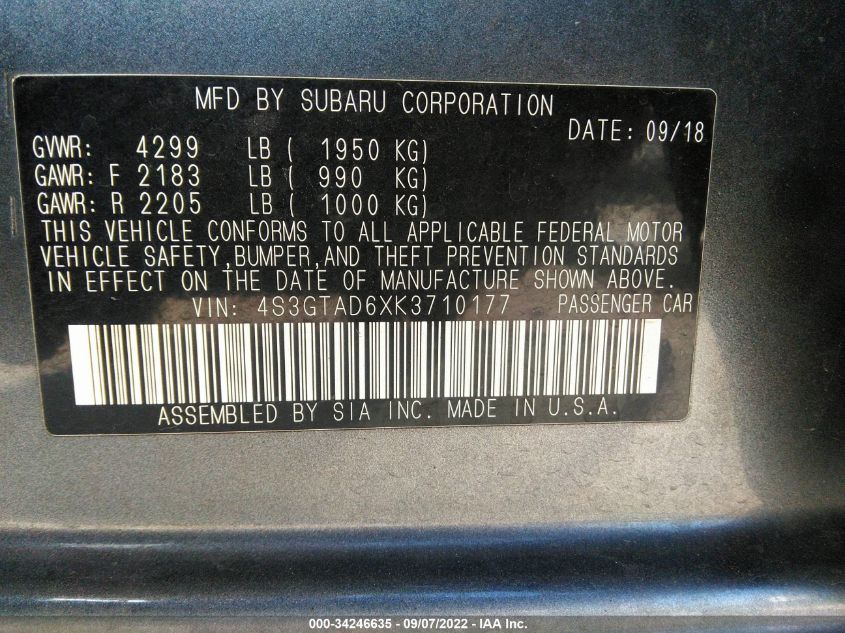 MFD BY SUBARU CORPORATION
DATE: 09/18
GVWR: 4299 LB ( 1950 KG)
GAWR: F 2183 LB ( 990 KG)
GAWR: R 2205 LB ( 1000 KG)
THIS VEHICLE CONFORMS TO ALL APPLICABLE FEDERAL MOTOR
VEHICLE SAFETY, BUMPER, AND THEFT PREVENTION STANDARDS
IN EFFECT ON THE DATE OF MANUFACTURE SHOWN ABOVE.
VIN: 4S3GTAD6XK3710177 PASSENGER CAR
ASSEMBLED BY SIA INC. MADE IN U.S.A.
000-34246635 - 09/07/2022 - IAA Inc.